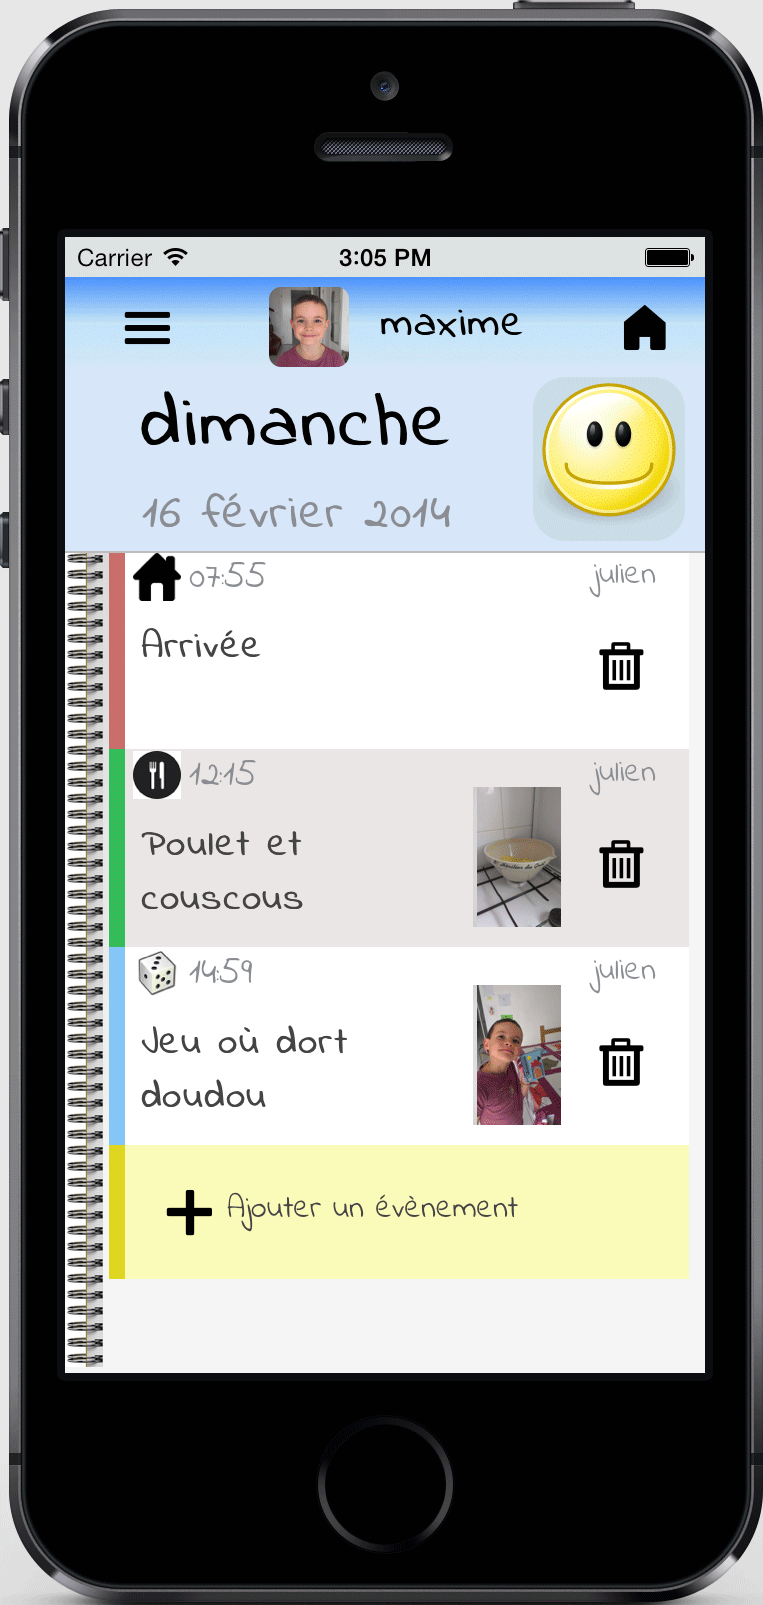 Carrier 3:05 PM
maxime
dimanche
16 février 2014
07:55 julien
Arrivée
12:15 julien
Poulet et
couscous
14:59 julien
Jeu où dort
doudou
Ajouter un évènement